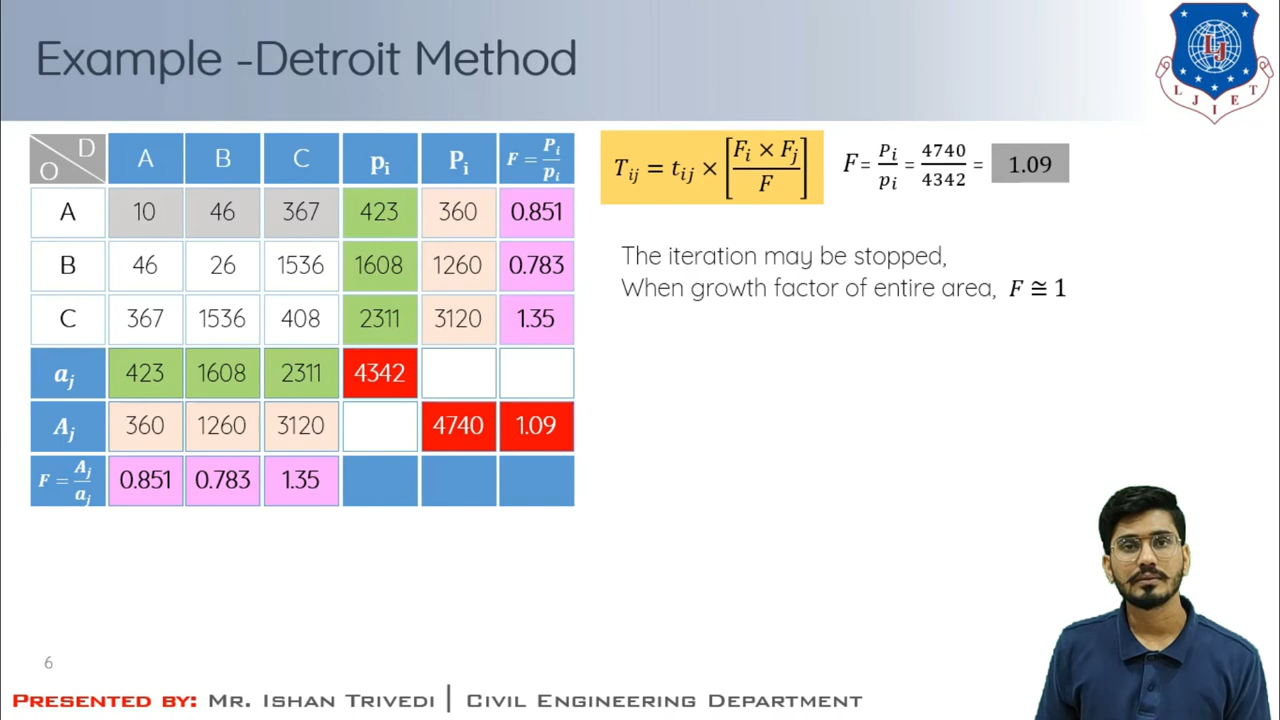 Example -Detroit Method
L J I E T
LJ
O D A B C pᵢ Pᵢ F = Pᵢ/pᵢ
A 10 46 367 423 360 0.851
B 46 26 1536 1608 1260 0.783
C 367 1536 408 2311 3120 1.35
aⱼ 423 1608 2311 4342
Aⱼ 360 1260 3120 4740 1.09
F = Aⱼ/aⱼ 0.851 0.783 1.35
Tᵢⱼ = tᵢⱼ × [Fᵢ × Fⱼ / F]
F= Pᵢ/pᵢ = 4740/4342 = 1.09
The iteration may be stopped,
When growth factor of entire area, F ≅ 1
6
Presented by: Mr. Ishan Trivedi | Civil Engineering Department